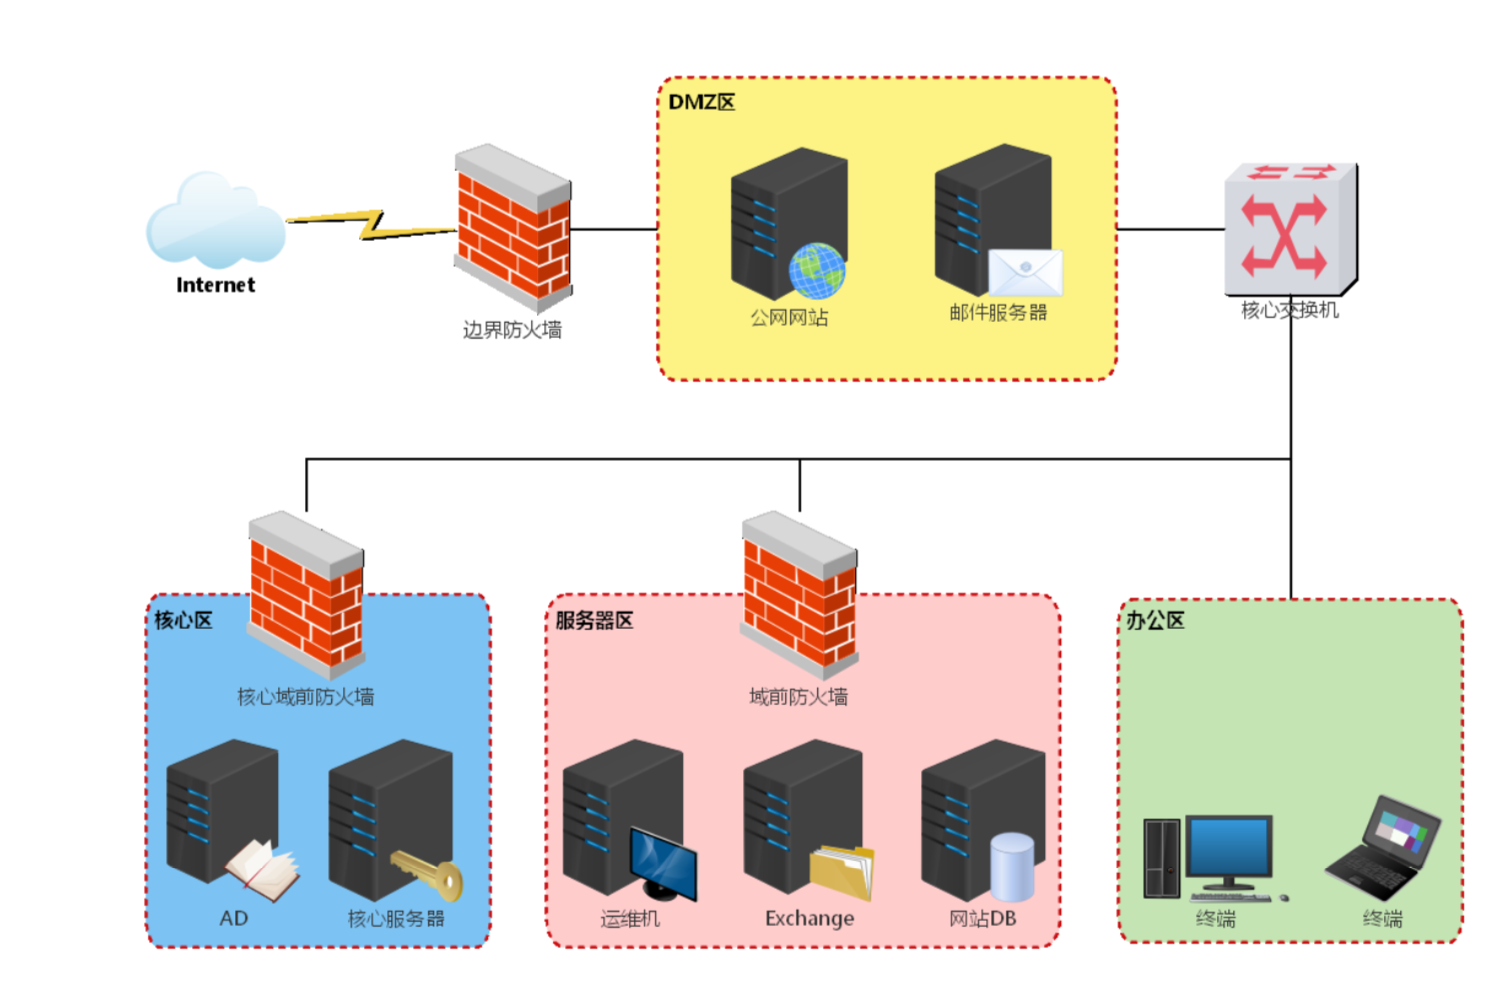 DMZ区
Internet
边界防火墙
公网网站
邮件服务器
核心交换机
核心区
核心域前防火墙
AD
核心服务器
服务器区
域前防火墙
运维机
Exchange
网站DB
办公区
终端
终端